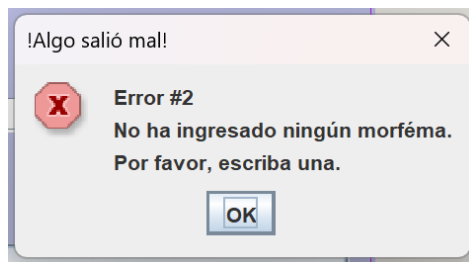 !Algo salió mal!
Error #2
No ha ingresado ningún morféma.
Por favor, escriba una.
OK